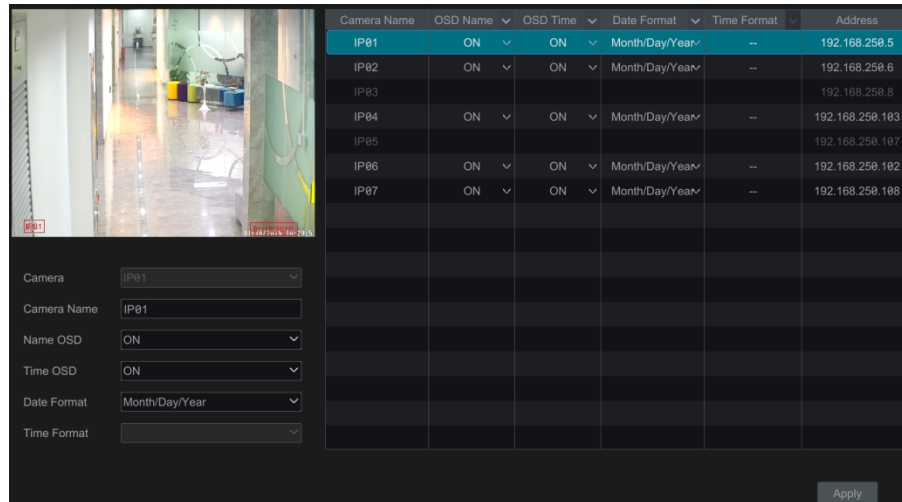 Camera Name OSD Name OSD Time Date Format Time Format Address
IP01 ON ON Month/Day/Year -- 192.168.250.5
IP02 ON ON Month/Day/Year -- 192.168.250.6
IP03 192.168.250.8
IP04 ON ON Month/Day/Year -- 192.168.250.103
IP05 192.168.250.107
IP06 ON ON Month/Day/Year -- 192.168.250.102
IP07 ON ON Month/Day/Year -- 192.168.250.108
IP01
Camera IP01
Camera Name IP01
Name OSD ON
Time OSD ON
Date Format Month/Day/Year
Time Format
Apply